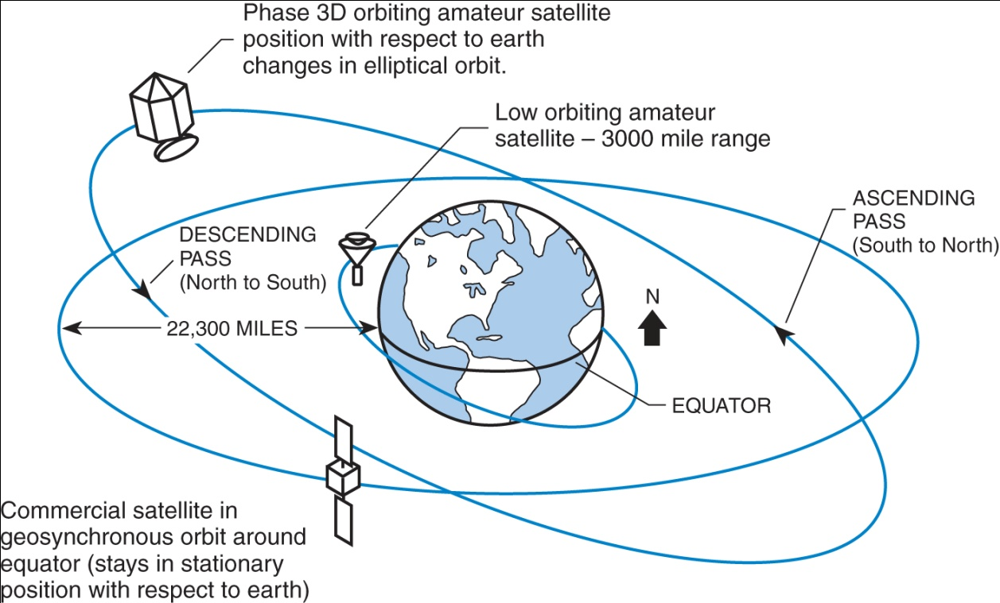 Phase 3D orbiting amateur satellite
position with respect to earth
changes in elliptical orbit.
Low orbiting amateur
satellite – 3000 mile range
ASCENDING
PASS
(South to North)
DESCENDING
PASS
(North to South)
N
22,300 MILES
EQUATOR
Commercial satellite in
geosynchronous orbit around
equator (stays in stationary
position with respect to earth)